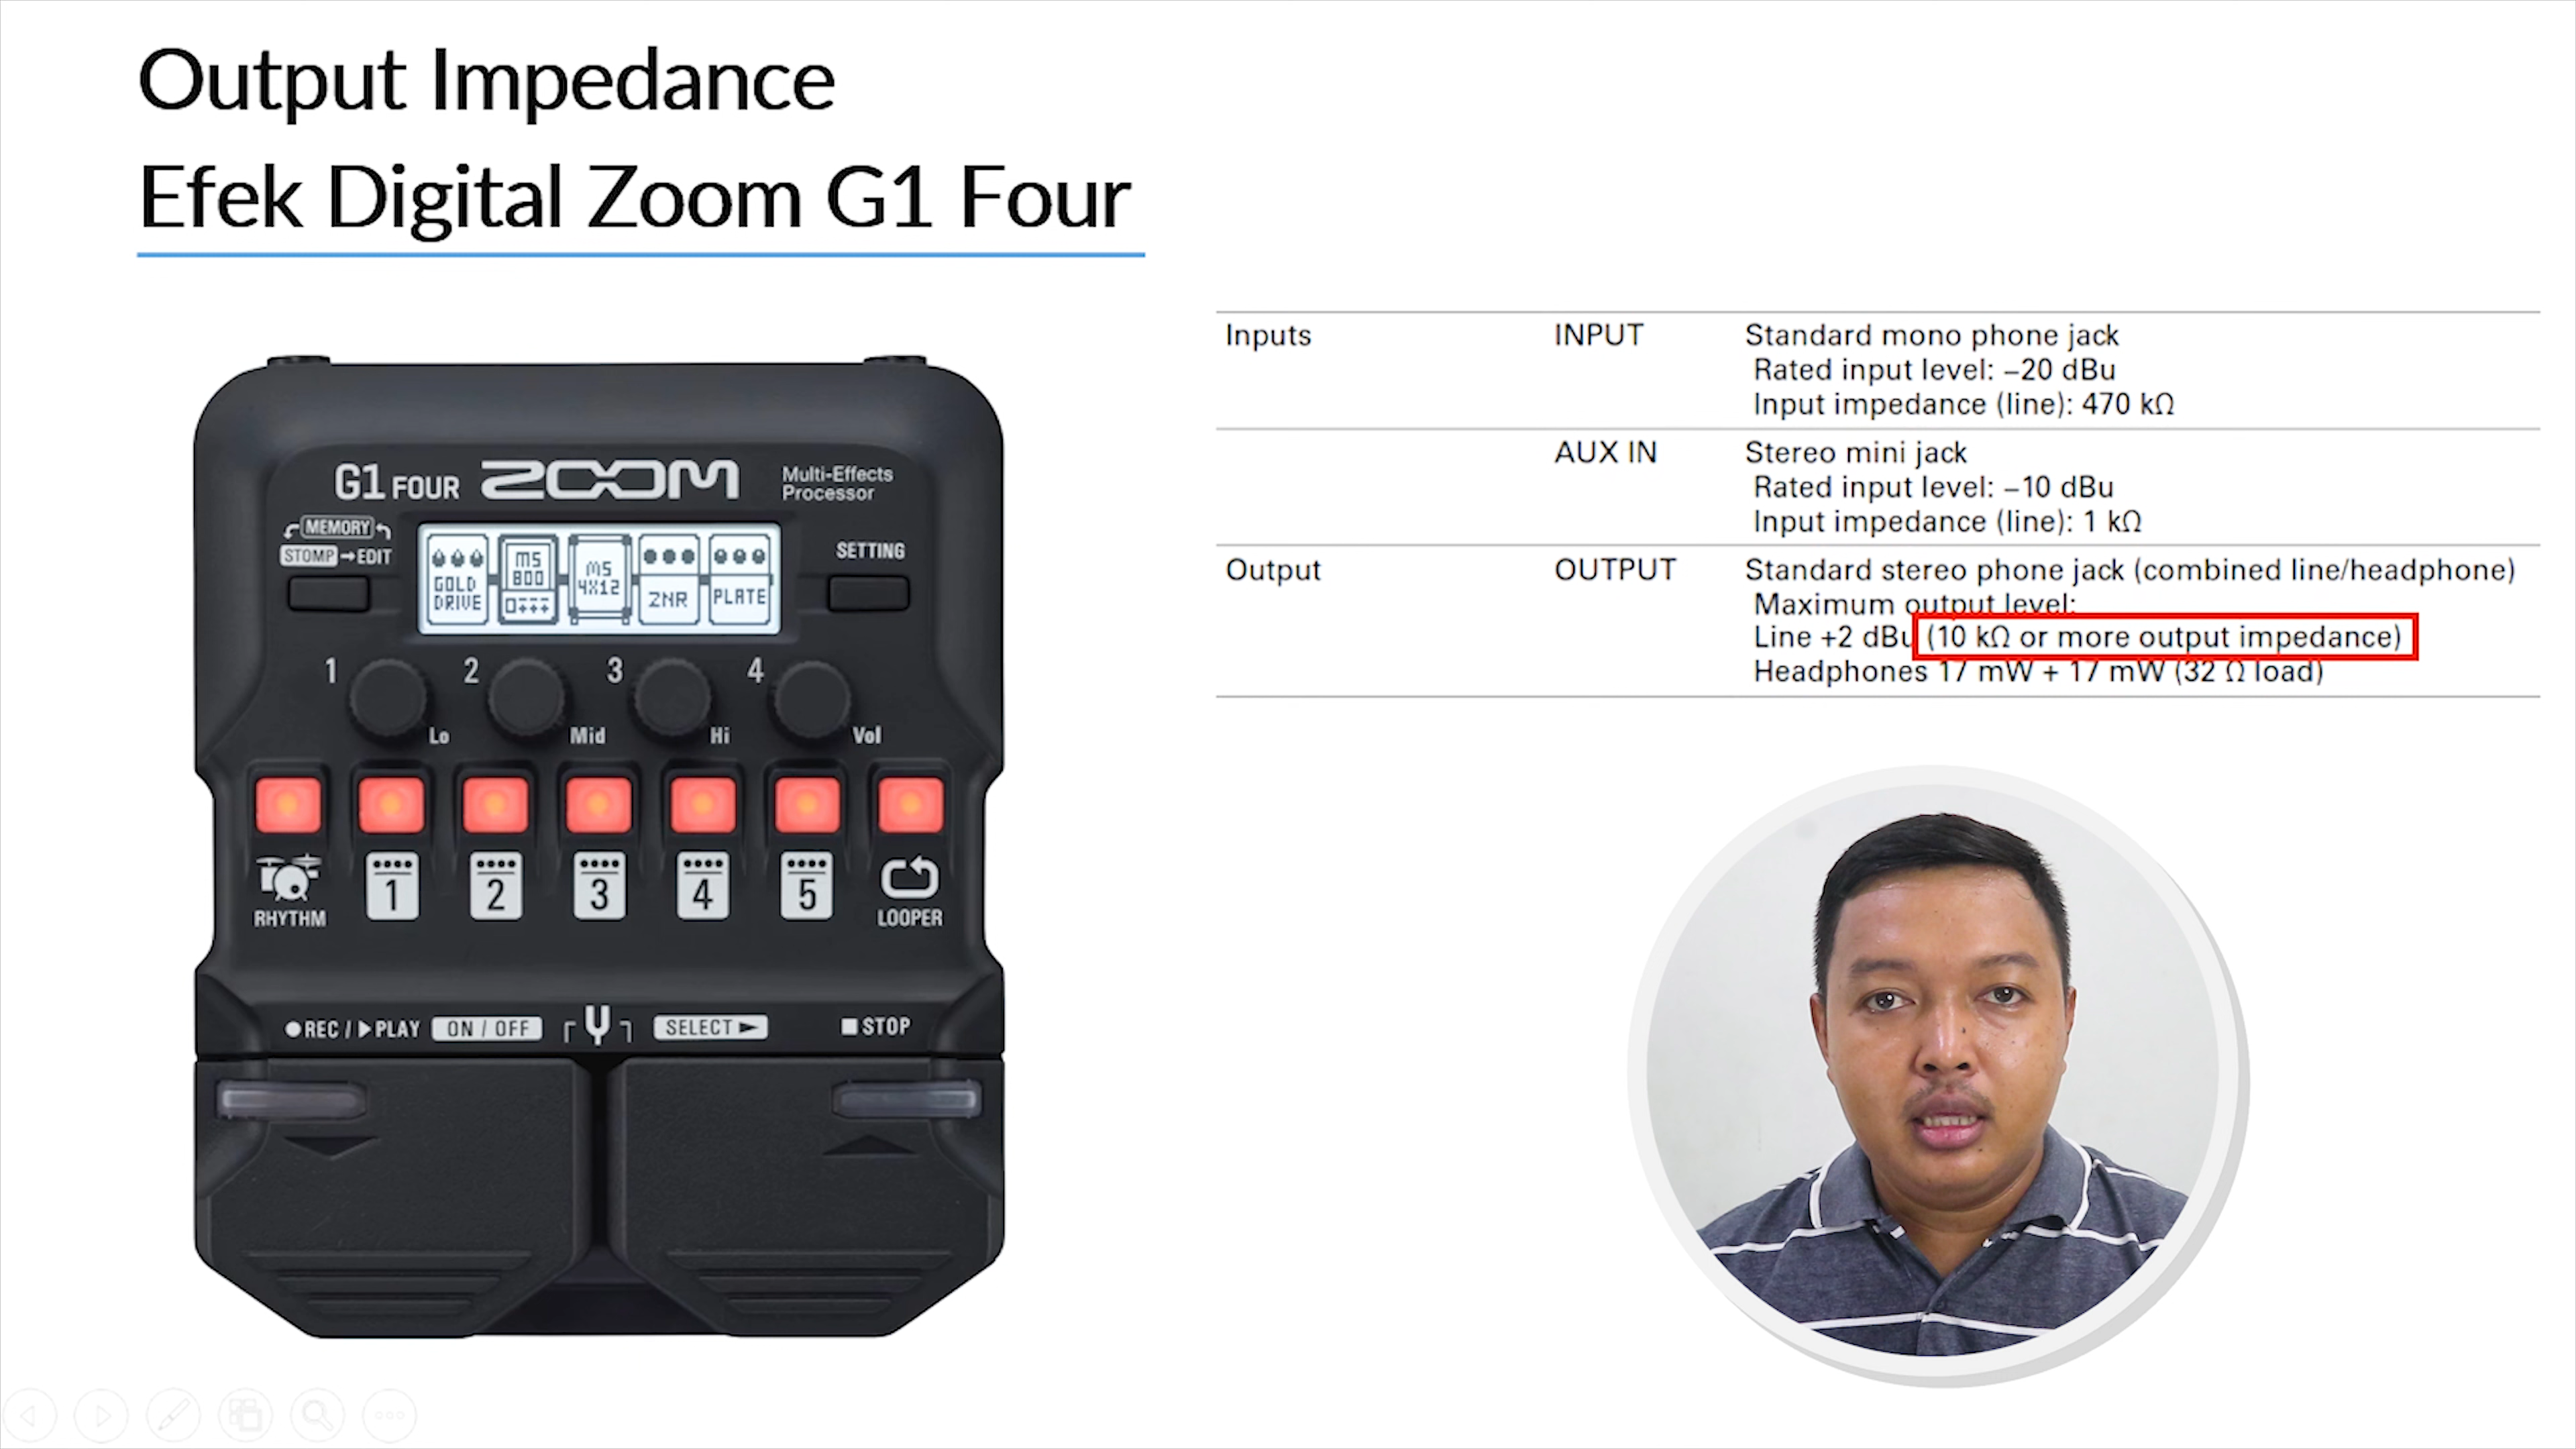 Output Impedance
Efek Digital Zoom G1 Four
Inputs INPUT Standard mono phone jack
Rated input level: –20 dBu
Input impedance (line): 470 kΩ
AUX IN Stereo mini jack
Rated input level: –10 dBu
Input impedance (line): 1 kΩ
Output OUTPUT Standard stereo phone jack (combined line/headphone)
Maximum output level:
Line +2 dBu (10 kΩ or more output impedance)
Headphones 17 mW + 17 mW (32 Ω load)
G1 FOUR ZOOM Multi-Effects
Processor
MEMORY
STOMP → EDIT
SETTING
GOLD
DRIVE
MS
800
MS
4X12
ZNR
PLATE
1 2 3 4
Lo Mid Hi Vol
RHYTHM 1 2 3 4 5 LOOPER
●REC / ▶PLAY ON / OFF SELECT ► ■STOP